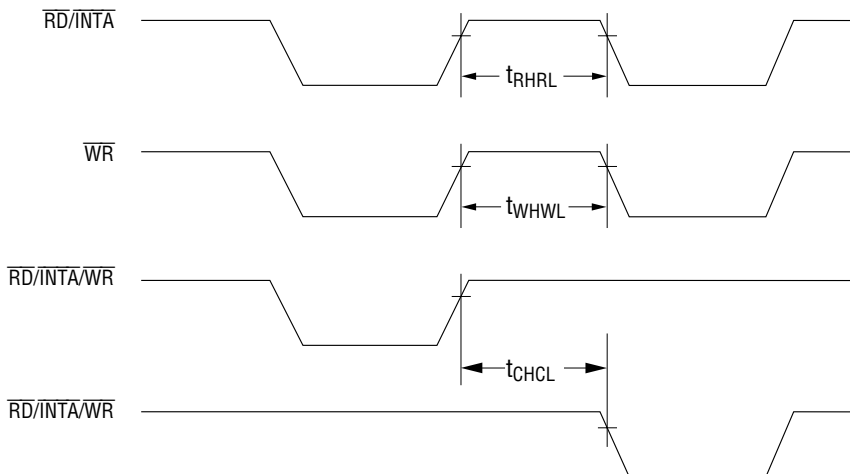 RD/INTA
tRHRL
WR
tWHWL
RD/INTA/WR
tCHCL
RD/INTA/WR